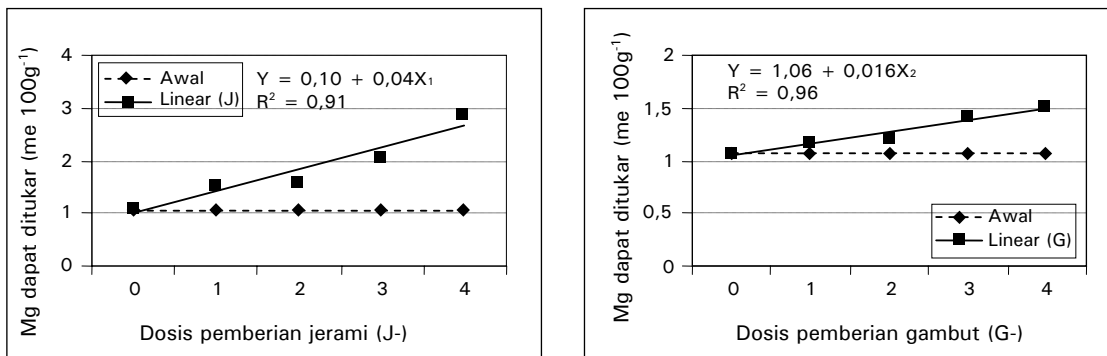 Mg dapat ditukar (me 100g⁻¹)
4
3
2
1
0
Awal
Linear (J)
Y = 0,10 + 0,04X₁
R² = 0,91
0 1 2 3 4
Dosis pemberian jerami (J-)
Mg dapat ditukar (me 100g⁻¹)
2
1,5
1
0,5
0
Y = 1,06 + 0,016X₂
R² = 0,96
Awal
Linear (G)
0 1 2 3 4
Dosis pemberian gambut (G-)